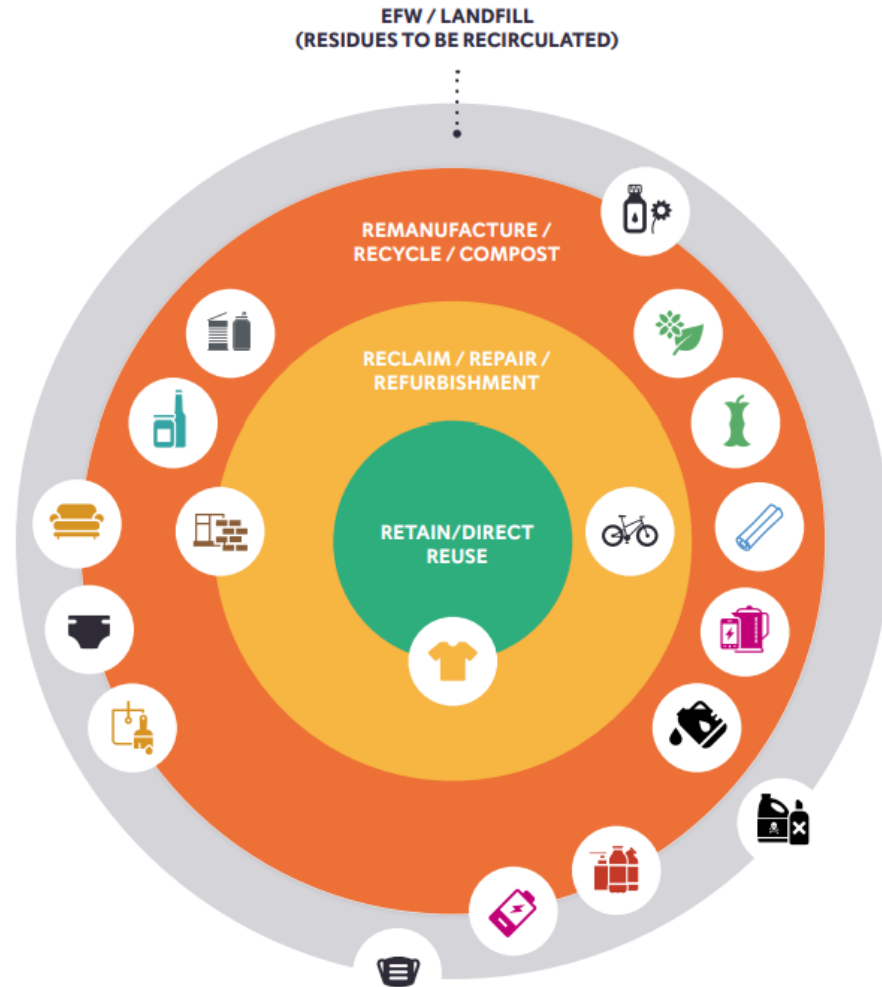 EFW / LANDFILL
(RESIDUES TO BE RECIRCULATED)
REMANUFACTURE /
RECYCLE / COMPOST
RECLAIM / REPAIR /
REFURBISHMENT
RETAIN/DIRECT
REUSE